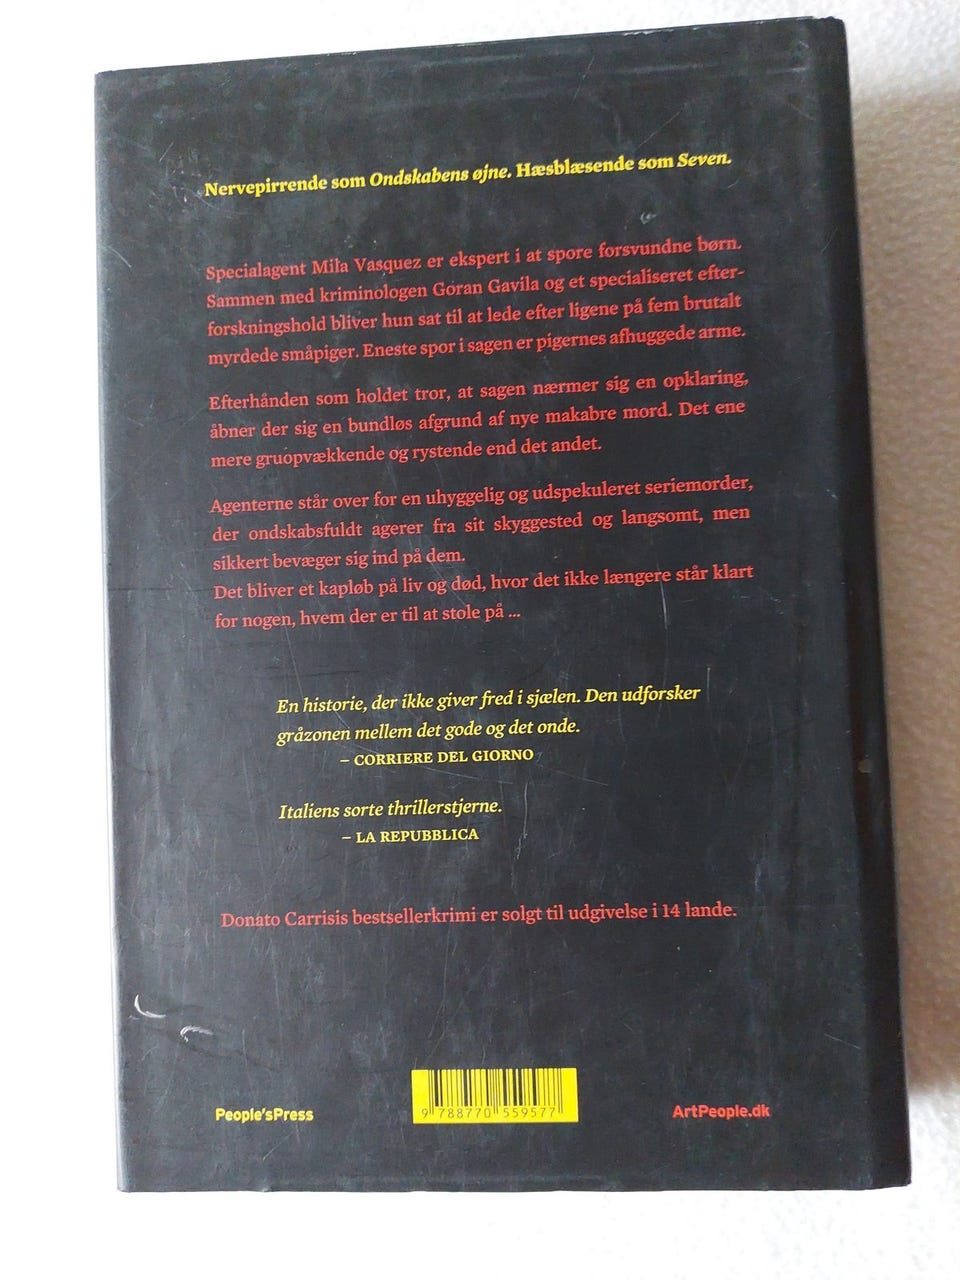 Nervepirrende som Ondskabens øjne. Hæsblæsende som Seven.
Specialagent Mila Vasquez er ekspert i at spore forsvundne børn.
Sammen med kriminologen Goran Gavila og et specialiseret efter-
forskningshold bliver hun sat til at lede efter ligene på fem brutalt
myrdede småpiger. Eneste spor i sagen er pigernes afhuggede arme.
Efterhånden som holdet tror, at sagen nærmer sig en opklaring,
åbner der sig en bundløs afgrund af nye makabre mord. Det ene
mere gruopvækkende og rystende end det andet.
Agenterne står over for en uhyggelig og udspekuleret seriemorder,
der ondskabsfuldt agerer fra sit skyggested og langsomt, men
sikkert bevæger sig ind på dem.
Det bliver et kapløb på liv og død, hvor det ikke længere står klart
for nogen, hvem der er til at stole på ...
En historie, der ikke giver fred i sjælen. Den udforsker
gråzonen mellem det gode og det onde.
– CORRIERE DEL GIORNO
Italiens sorte thrillerstjerne.
– LA REPUBBLICA
Donato Carrisis bestsellerkrimi er solgt til udgivelse i 14 lande.
People'sPress
9 788770 559577
ArtPeople.dk